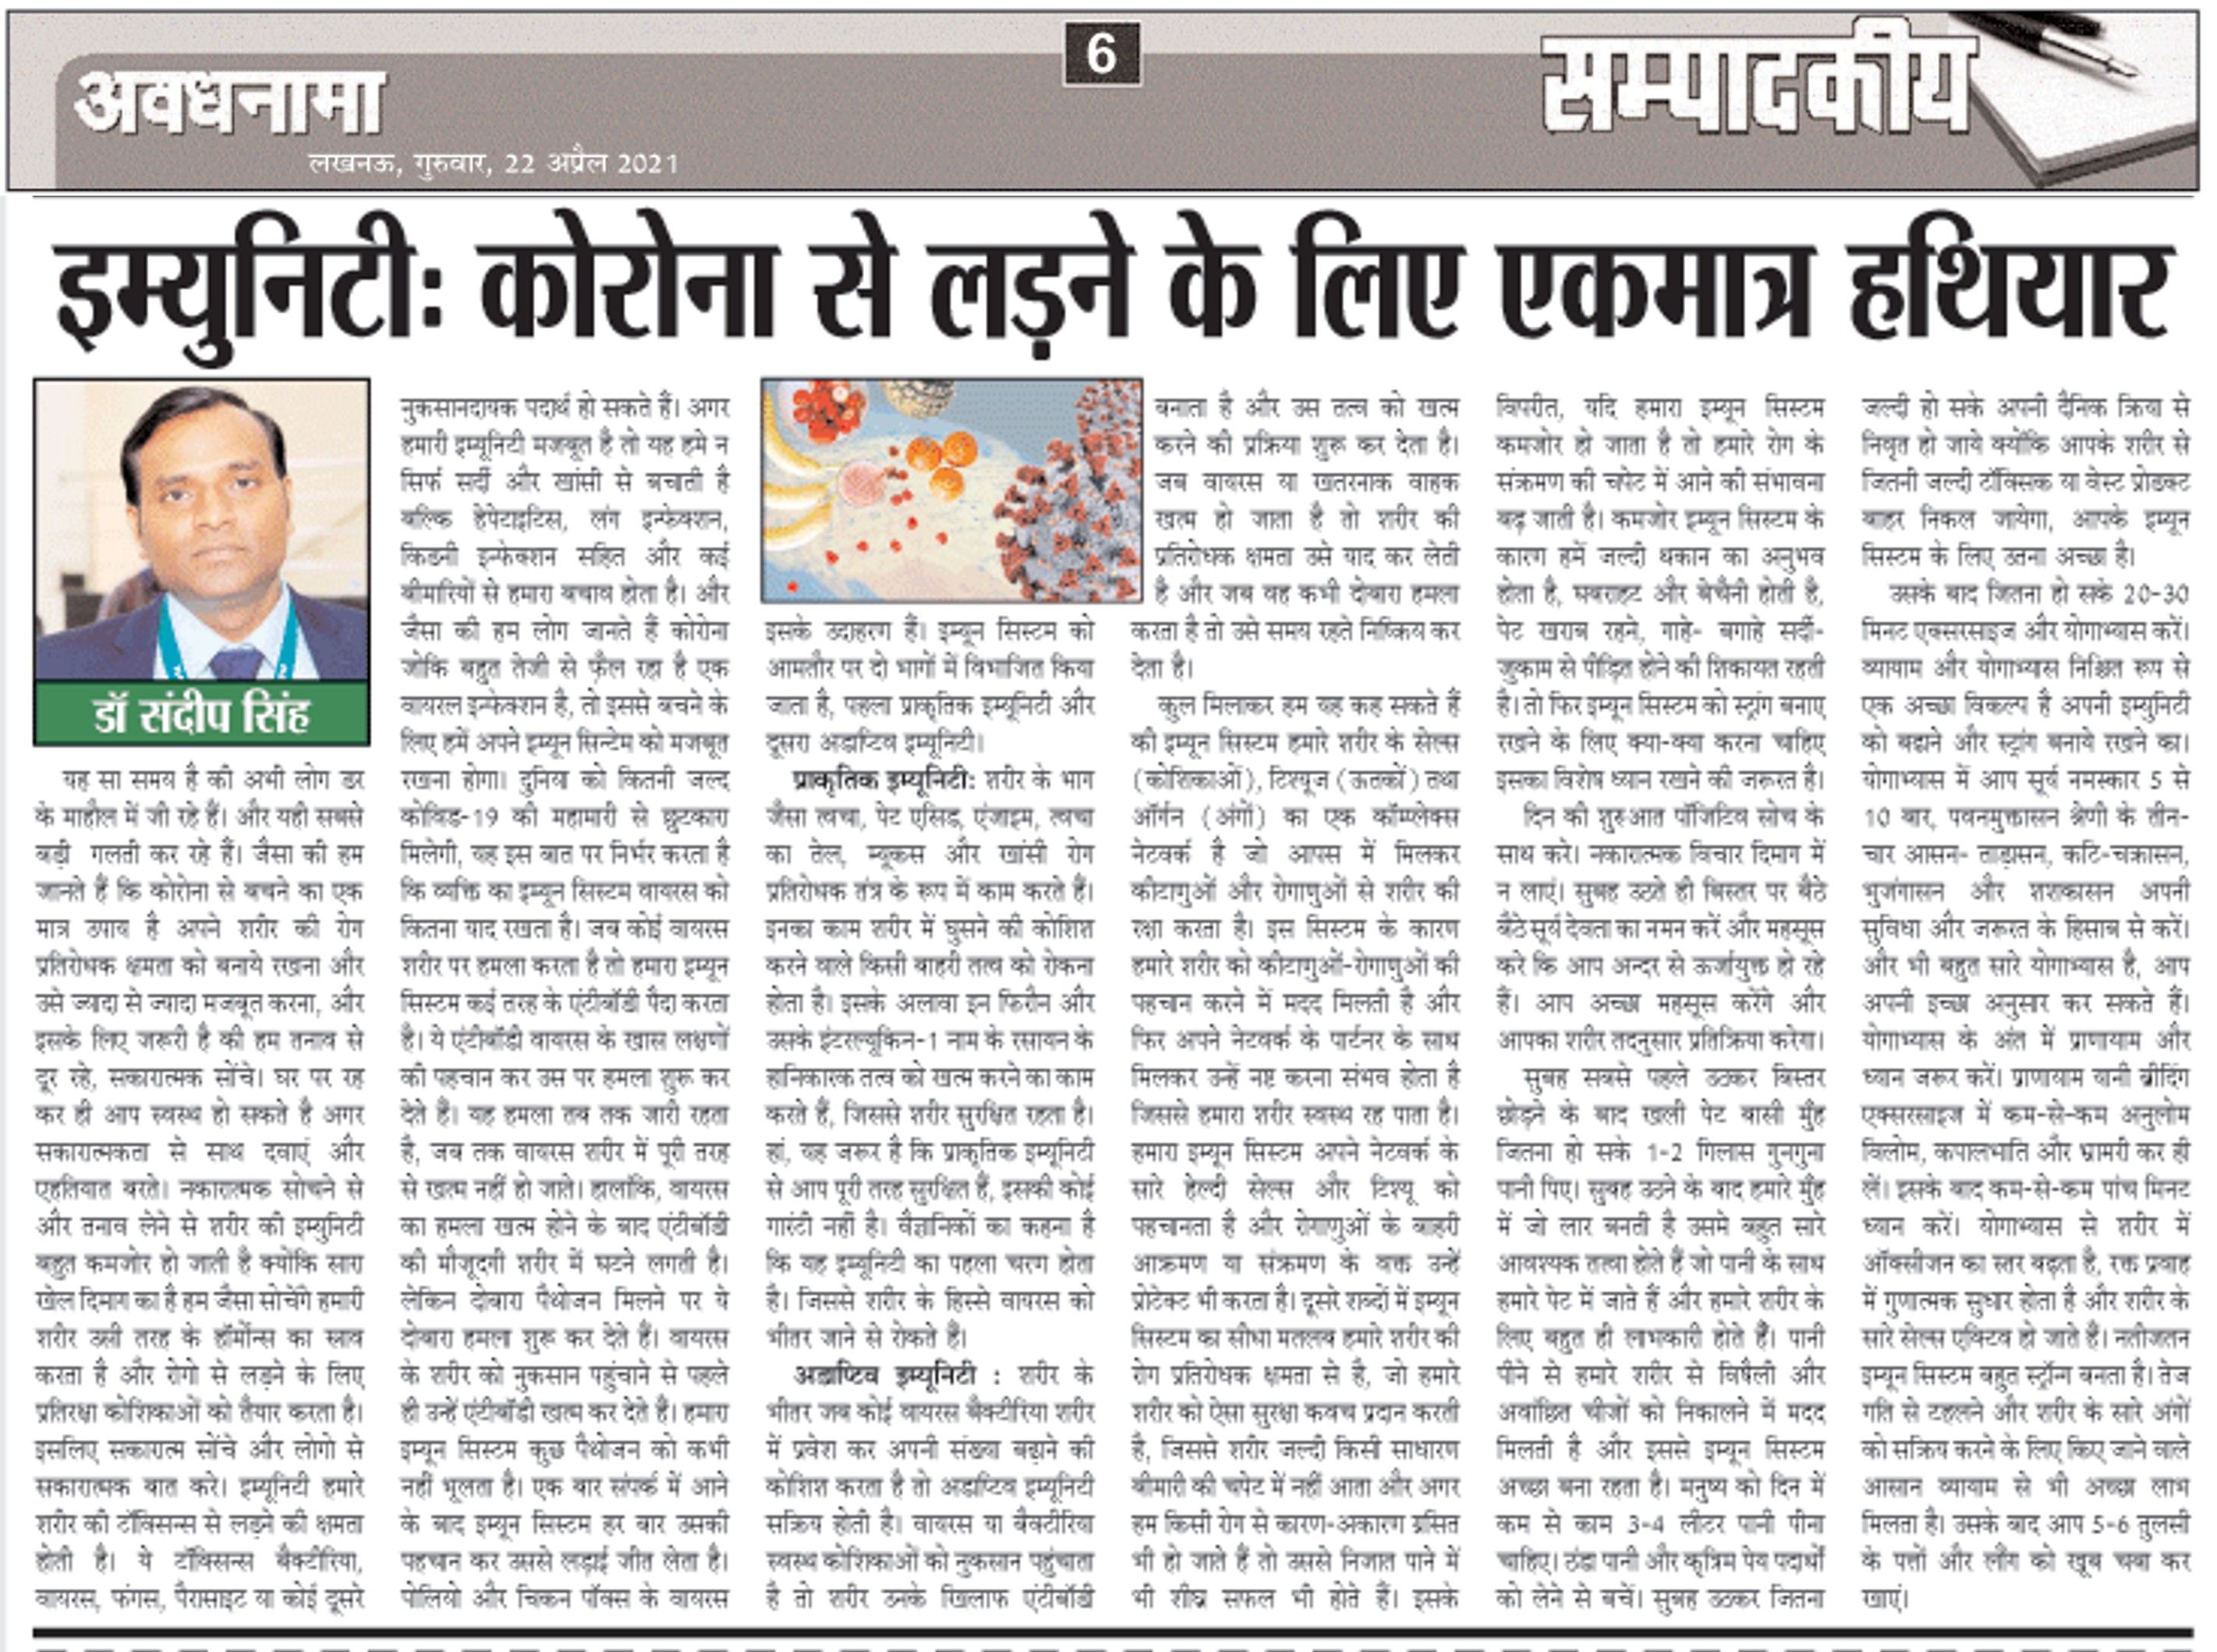 अवधनामा
लखनऊ, गुरुवार, 22 अप्रैल 2021
6
सम्पादकीय
इम्युनिटी: कोरोना से लड़ने के लिए एकमात्र हथियार
डॉ संदीप सिंह
यह सा समय है की अभी लोग डर
के माहौल में जी रहे हैं। और यही सबसे
बड़ी गलती कर रहे हैं। जैसा की हम
जानते हैं कि कोरोना से बचने का एक
मात्र उपाय है अपने शरीर की रोग
प्रतिरोधक क्षमता को बनाये रखना और
उसे ज्यादा से ज्यादा मजबूत करना, और
इसके लिए जरूरी है की हम तनाव से
दूर रहे, सकारात्मक सोंचे। घर पर रह
कर ही आप स्वस्थ हो सकते है अगर
सकारात्मकता से साथ दवाएं और
एहतियात बरते। नकारात्मक सोचने से
और तनाव लेने से शरीर की इम्युनिटी
बहुत कमजोर हो जाती है क्योंकि सारा
खेल दिमाग का है हम जैसा सोचेंगे हमारी
शरीर उसी तरह के हॉर्मोन्स का स्राव
करता है और रोगो से लड़ने के लिए
प्रतिरक्षा कोशिकाओं को तैयार करता है।
इसलिए सकारात्म सोंचे और लोगो से
सकारात्मक बात करे। इम्यूनिटी हमारे
शरीर की टॉक्सिन्स से लड़ने की क्षमता
होती है। ये टॉक्सिन्स बैक्टीरिया,
वायरस, फंगस, पैरासाइट या कोई दूसरे
नुकसानदायक पदार्थ हो सकते हैं। अगर
हमारी इम्यूनिटी मजबूत है तो यह हमे न
सिर्फ सर्दी और खांसी से बचाती है
बल्कि हेपेटाइटिस, लंग इन्फेक्शन,
किडनी इन्फेक्शन सहित और कई
बीमारियों से हमारा बचाव होता है। और
जैसा की हम लोग जानते हैं कोरोना
जोकि बहुत तेजी से फैल रहा है एक
वायरल इन्फेक्शन है, तो इससे बचने के
लिए हमें अपने इम्यून सिस्टेम को मजबूत
रखना होगा। दुनिया को कितनी जल्द
कोविड-19 की महामारी से छुटकारा
मिलेगी, यह इस बात पर निर्भर करता है
कि व्यक्ति का इम्यून सिस्टम वायरस को
कितना याद रखता है। जब कोई वायरस
शरीर पर हमला करता है तो हमारा इम्यून
सिस्टम कई तरह के एंटीबॉडी पैदा करता
है। ये एंटीबॉडी वायरस के खास लक्षणों
की पहचान कर उस पर हमला शुरू कर
देते हैं। यह हमला तब तक जारी रहता
है, जब तक वायरस शरीर में पूरी तरह
से खत्म नहीं हो जाते। हालांकि, वायरस
का हमला खत्म होने के बाद एंटीबॉडी
की मौजूदगी शरीर में घटने लगती है।
लेकिन दोबारा पैथोजन मिलने पर ये
दोबारा हमला शुरू कर देते हैं। वायरस
के शरीर को नुकसान पहुंचाने से पहले
ही उन्हें एंटीबॉडी खत्म कर देते हैं। हमारा
इम्यून सिस्टम कुछ पैथोजन को कभी
नहीं भूलता है। एक बार संपर्क में आने
के बाद इम्यून सिस्टम हर बार उसकी
पहचान कर उससे लड़ाई जीत लेता है।
पोलियो और चिकन पॉक्स के वायरस
इसके उदाहरण हैं। इम्यून सिस्टम को
आमतौर पर दो भागों में विभाजित किया
जाता है, पहला प्राकृतिक इम्यूनिटी और
दूसरा अडाप्टिव इम्यूनिटी।
प्राकृतिक इम्यूनिटी: शरीर के भाग
जैसा त्वचा, पेट एसिड, एंजाइम, त्वचा
का तेल, म्यूकस और खांसी रोग
प्रतिरोधक तंत्र के रूप में काम करते हैं।
इनका काम शरीर में घुसने की कोशिश
करने वाले किसी बाहरी तत्व को रोकना
होता है। इसके अलावा इन फिरौन और
उसके इंटरल्यूकिन-1 नाम के रसायन के
हानिकारक तत्व को खत्म करने का काम
करते हैं, जिससे शरीर सुरक्षित रहता है।
हां, यह जरूर है कि प्राकृतिक इम्यूनिटी
से आप पूरी तरह सुरक्षित हैं, इसकी कोई
गारंटी नहीं है। वैज्ञानिकों का कहना है
कि यह इम्यूनिटी का पहला चरण होता
है। जिससे शरीर के हिस्से वायरस को
भीतर जाने से रोकते है।
अडाप्टिव इम्यूनिटी : शरीर के
भीतर जब कोई वायरस बैक्टीरिया शरीर
में प्रवेश कर अपनी संख्या बढ़ाने की
कोशिश करता है तो अडाप्टिव इम्यूनिटी
सक्रिय होती है। वायरस या बैक्टीरिया
स्वस्थ कोशिकाओं को नुकसान पहुंचाता
है तो शरीर उनके खिलाफ एंटीबॉडी
बनाता है और उस तत्व को खत्म
करने की प्रक्रिया शुरू कर देता है।
जब वायरस या खतरनाक वाहक
खत्म हो जाता है तो शरीर की
प्रतिरोधक क्षमता उसे याद कर लेती
है और जब वह कभी दोबारा हमला
करता है तो उसे समय रहते निष्क्रिय कर
देता है।
कुल मिलाकर हम यह कह सकते हैं
की इम्यून सिस्टम हमारे शरीर के सेल्स
(कोशिकाओं), टिश्यूज (ऊतकों) तथा
ऑर्गन (अंगों) का एक कॉम्प्लेक्स
नेटवर्क है जो आपस में मिलकर
कीटाणुओं और रोगाणुओं से शरीर की
रक्षा करता है। इस सिस्टम के कारण
हमारे शरीर को कीटाणुओं-रोगाणुओं की
पहचान करने में मदद मिलती है और
फिर अपने नेटवर्क के पार्टनर के साथ
मिलकर उन्हें नष्ट करना संभव होता है
जिससे हमारा शरीर स्वस्थ रह पाता है।
हमारा इम्यून सिस्टम अपने नेटवर्क के
सारे हेल्दी सेल्स और टिश्यू को
पहचानता है और रोगाणुओं के बाहरी
आक्रमण या संक्रमण के वक्त उन्हें
प्रोटेक्ट भी करता है। दूसरे शब्दों में इम्यून
सिस्टम का सीधा मतलब हमारे शरीर की
रोग प्रतिरोधक क्षमता से है, जो हमारे
शरीर को ऐसा सुरक्षा कवच प्रदान करती
है, जिससे शरीर जल्दी किसी साधारण
बीमारी की चपेट में नहीं आता और अगर
हम किसी रोग से कारण-अकारण ग्रसित
भी हो जाते हैं तो उससे निजात पाने में
भी शीघ्र सफल भी होते हैं। इसके
विपरीत, यदि हमारा इम्यून सिस्टम
कमजोर हो जाता है तो हमारे रोग के
संक्रमण की चपेट में आने की संभावना
बढ़ जाती है। कमजोर इम्यून सिस्टम के
कारण हमें जल्दी थकान का अनुभव
होता है, घबराहट और बेचैनी होती है,
पेट खराब रहने, गाहे- बगाहे सर्दी-
जुकाम से पीड़ित होने की शिकायत रहती
है। तो फिर इम्यून सिस्टम को स्ट्रांग बनाए
रखने के लिए क्या-क्या करना चाहिए
इसका विशेष ध्यान रखने की जरूरत है।
दिन की शुरुआत पॉजिटिव सोच के
साथ करे। नकारात्मक विचार दिमाग में
न लाएं। सुबह उठते ही बिस्तर पर बैठे
बैठे सूर्य देवता का नमन करें और महसूस
करे कि आप अन्दर से ऊर्जायुक्त हो रहे
हैं। आप अच्छा महसूस करेंगे और
आपका शरीर तदनुसार प्रतिक्रिया करेगा।
सुबह सबसे पहले उठकर बिस्तर
छोड़ने के बाद खली पेट बासी मुँह
जितना हो सके 1-2 गिलास गुनगुना
पानी पिए। सुबह उठने के बाद हमारे मुँह
में जो लार बनती है उसमे बहुत सारे
आवश्यक तत्वा होते हैं जो पानी के साथ
हमारे पेट में जाते हैं और हमारे शरीर के
लिए बहुत ही लाभकारी होते हैं। पानी
पीने से हमारे शरीर से विषैली और
अवांछित चीजों को निकालने में मदद
मिलती है और इससे इम्यून सिस्टम
अच्छा बना रहता है। मनुष्य को दिन में
कम से काम 3-4 लीटर पानी पीना
चाहिए। ठंडा पानी और कृत्रिम पेय पदार्थों
को लेने से बचें। सुबह उठकर जितना
जल्दी हो सके अपनी दैनिक क्रिया से
निवृत हो जाये क्योंकि आपके शरीर से
जितनी जल्दी टॉक्सिक या वेस्ट प्रोडक्ट
बाहर निकल जायेगा, आपके इम्यून
सिस्टम के लिए उतना अच्छा है।
उसके बाद जितना हो सके 20-30
मिनट एक्सरसाइज और योगाभ्यास करें।
व्यायाम और योगाभ्यास निश्चित रूप से
एक अच्छा विकल्प है अपनी इम्युनिटी
को बढ़ाने और स्ट्रांग बनाये रखने का।
योगाभ्यास में आप सूर्य नमस्कार 5 से
10 बार, पवनमुक्तासन श्रेणी के तीन-
चार आसन- ताड़ासन, कटि-चक्रासन,
भुजंगासन और शशकासन अपनी
सुविधा और जरूरत के हिसाब से करें।
और भी बहुत सारे योगाभ्यास है, आप
अपनी इच्छा अनुसार कर सकते हैं।
योगाभ्यास के अंत में प्राणायाम और
ध्यान जरूर करें। प्राणायाम यानी ब्रीदिंग
एक्सरसाइज में कम-से-कम अनुलोम
विलोम, कपालभाति और भ्रामरी कर ही
लें। इसके बाद कम-से-कम पांच मिनट
ध्यान करें। योगाभ्यास से शरीर में
ऑक्सीजन का स्तर बढ़ता है, रक्त प्रवाह
में गुणात्मक सुधार होता है और शरीर के
सारे सेल्स एक्टिव हो जाते हैं। नतीजतन
इम्यून सिस्टम बहुत स्ट्रॉन्ग बनता है। तेज
गति से टहलने और शरीर के सारे अंगों
को सक्रिय करने के लिए किए जाने वाले
आसान व्यायाम से भी अच्छा लाभ
मिलता है। उसके बाद आप 5-6 तुलसी
के पत्तों और लौंग को खूब चबा कर
खाएं।